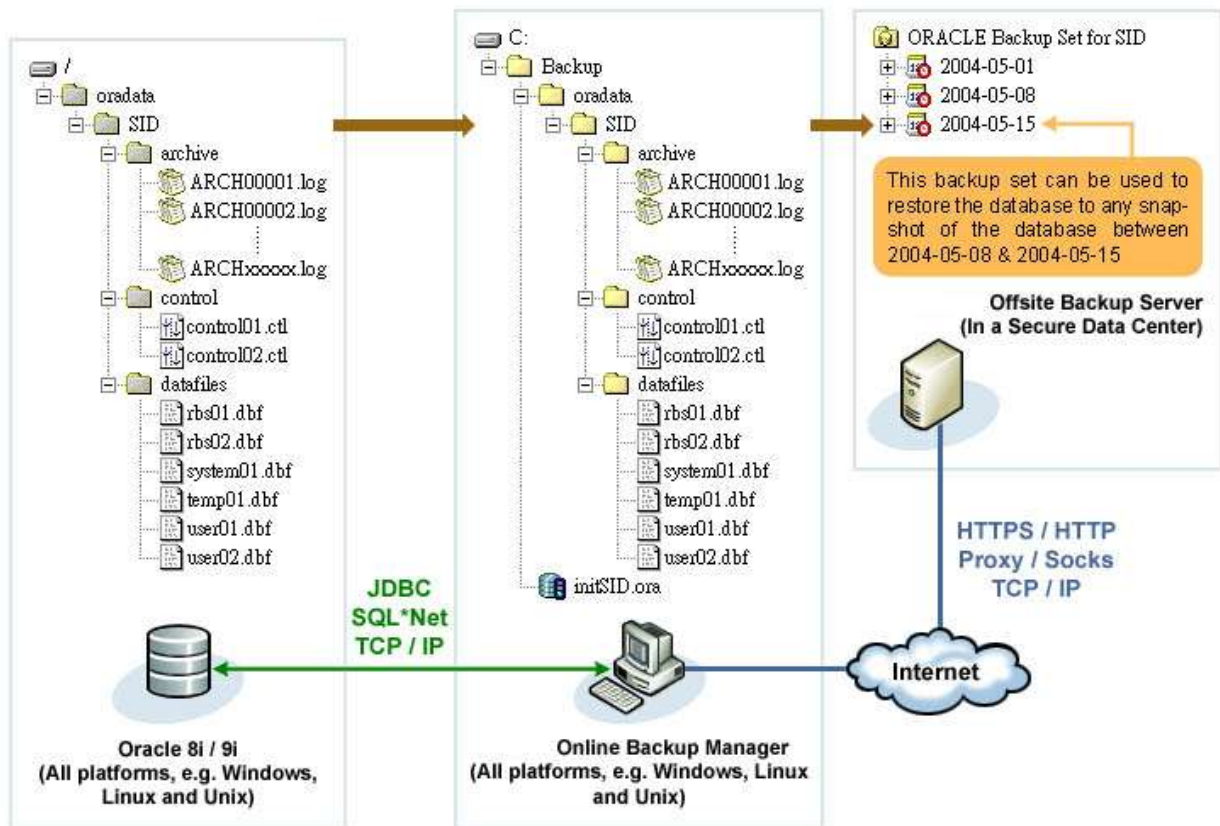 /
oradata
SID
archive
ARCH00001.log
ARCH00002.log
ARCHxxxxx.log
control
control01.ctl
control02.ctl
datafiles
rbs01.dbf
rbs02.dbf
system01.dbf
temp01.dbf
user01.dbf
user02.dbf
Oracle 8i / 9i
(All platforms, e.g. Windows,
Linux and Unix)
JDBC
SQL*Net
TCP / IP
C:
Backup
oradata
SID
archive
ARCH00001.log
ARCH00002.log
ARCHxxxxx.log
control
control01.ctl
control02.ctl
datafiles
rbs01.dbf
rbs02.dbf
system01.dbf
temp01.dbf
user01.dbf
user02.dbf
initSID.ora
Online Backup Manager
(All platforms, e.g. Windows, Linux
and Unix)
ORACLE Backup Set for SID
2004-05-01
2004-05-08
2004-05-15
This backup set can be used to
restore the database to any snap-
shot of the database between
2004-05-08 & 2004-05-15
Offsite Backup Server
(In a Secure Data Center)
HTTPS / HTTP
Proxy / Socks
TCP / IP
Internet